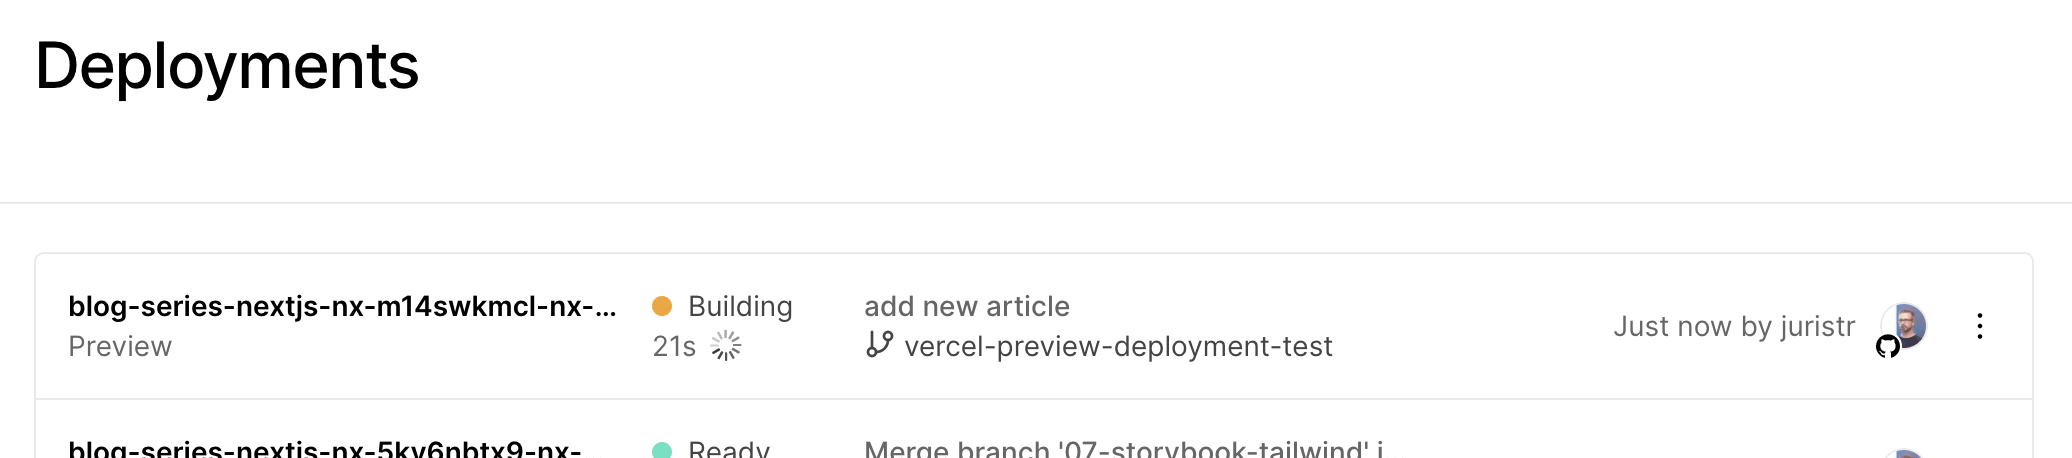 Deployments
blog-series-nextjs-nx-m14swkmcl-nx-...
Building
add new article
Just now by juristr
Preview
21s
vercel-preview-deployment-test
blog-series-nextjs-nx-5kv6nbtx9-nx-
Ready
Merge branch '07-storybook-tailwind' i